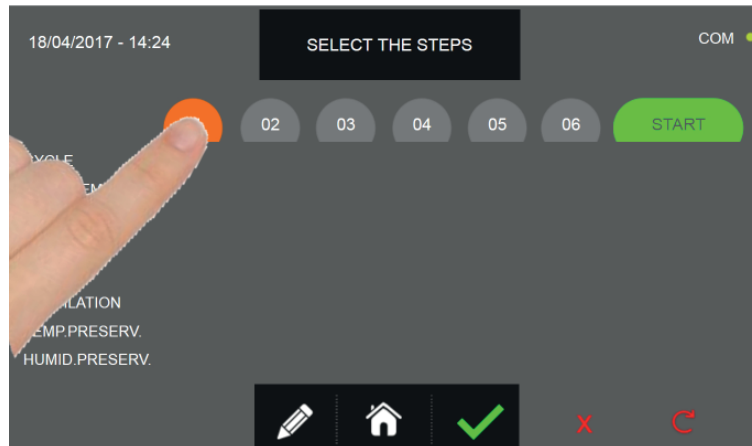 18/04/2017 - 14:24
SELECT THE STEPS
COM
02 03 04 05 06 START
HUMID.PRESERV.